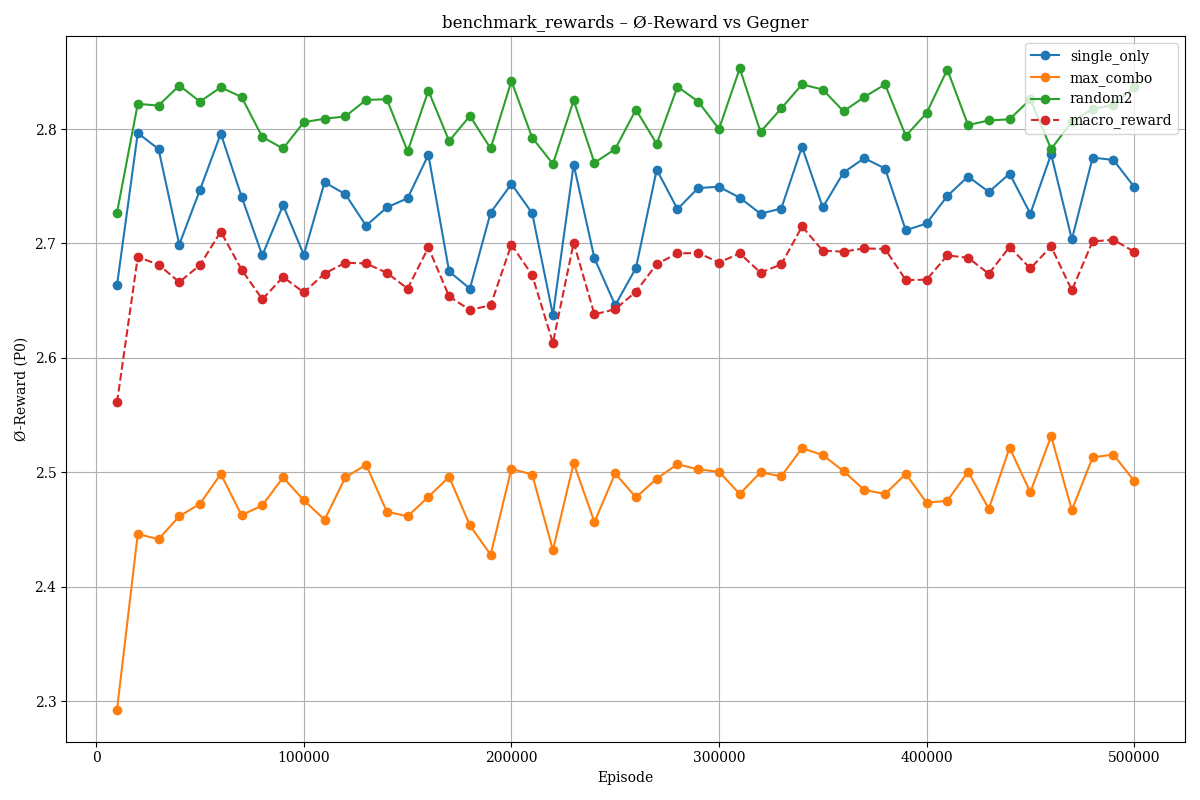 benchmark_rewards – Ø-Reward vs Gegner
single_only
max_combo
random2
macro_reward
Ø-Reward (P0)
2.8
2.7
2.6
2.5
2.4
2.3
0
100000
200000
300000
400000
500000
Episode